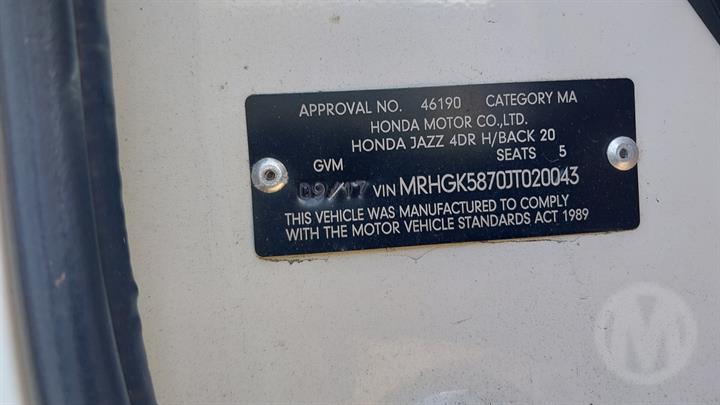 APPROVAL NO. 46190 CATEGORY MA
HONDA MOTOR CO.,LTD.
HONDA JAZZ 4DR H/BACK 20
GVM SEATS 5
09/17 VIN MRHGK5870JT020043
THIS VEHICLE WAS MANUFACTURED TO COMPLY
WITH THE MOTOR VEHICLE STANDARDS ACT 1989
M